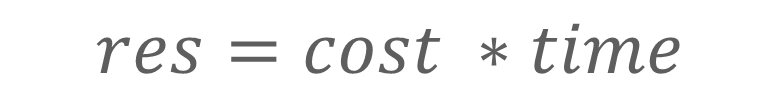 res = cost * time